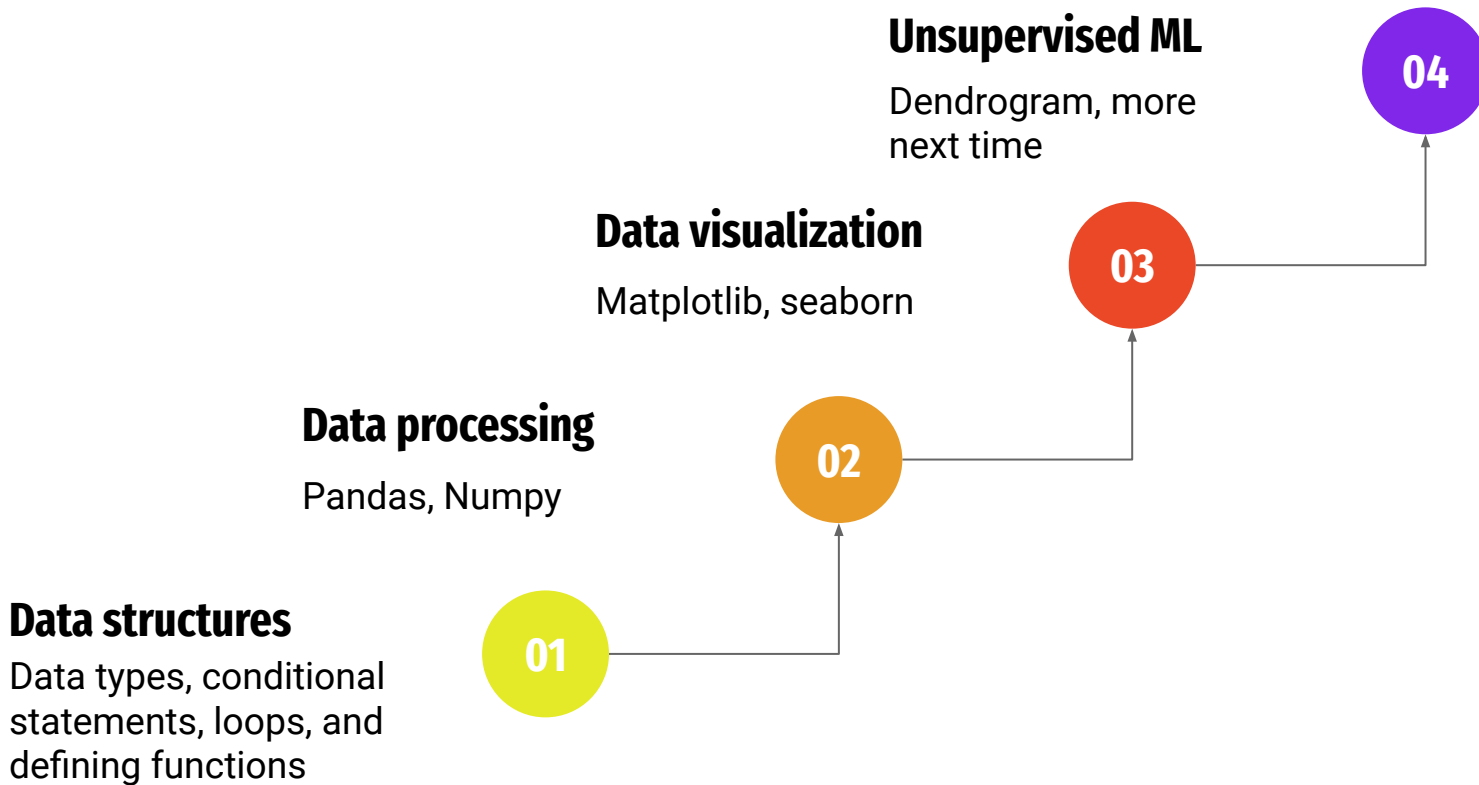 Unsupervised ML
04
Dendrogram, more
next time
Data visualization
03
Matplotlib, seaborn
Data processing
02
Pandas, Numpy
Data structures
01
Data types, conditional
statements, loops, and
defining functions